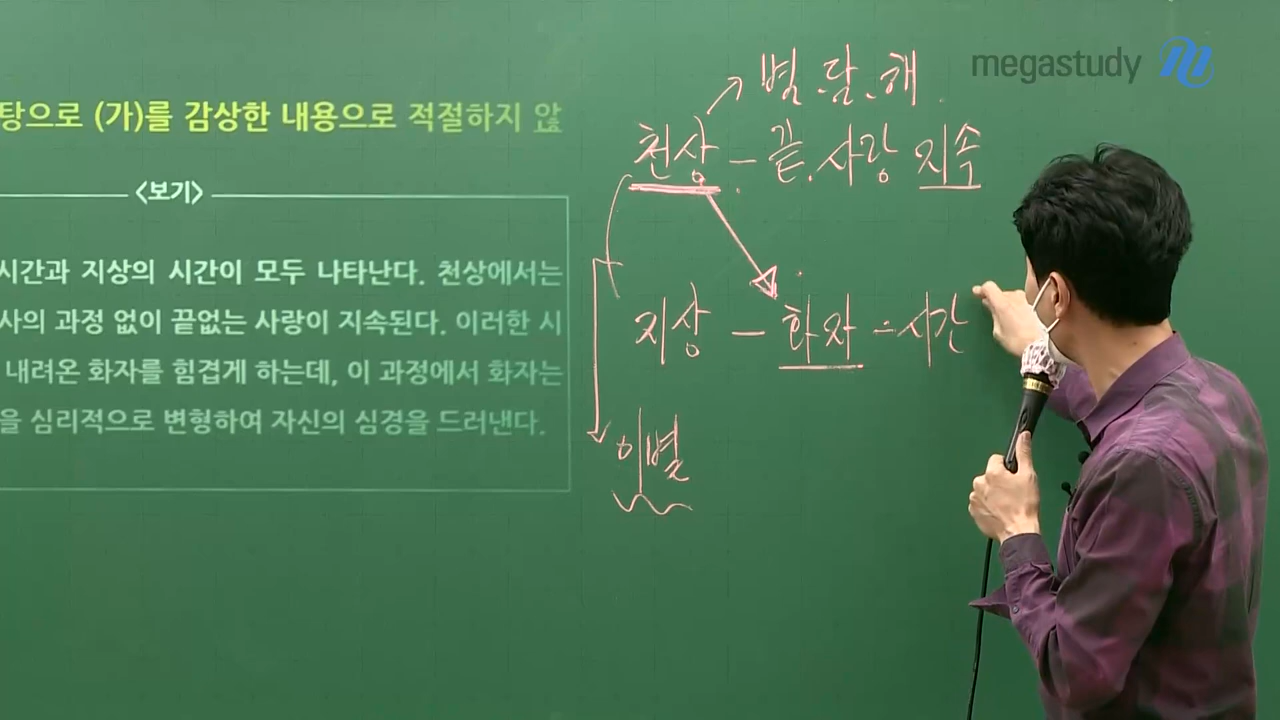 megastudy
탕으로 (가)를 감상한 내용으로 적절하지 않
<보기>
시간과 지상의 시간이 모두 나타난다. 천상에서는
사의 과정 없이 끝없는 사랑이 지속된다. 이러한 시
내려온 화자를 힘겹게 하는데, 이 과정에서 화자는
을 심리적으로 변형하여 자신의 심경을 드러낸다.
별.달.해
천상 - 끝.사랑 지속
지상 - 화자 = 시간
이별